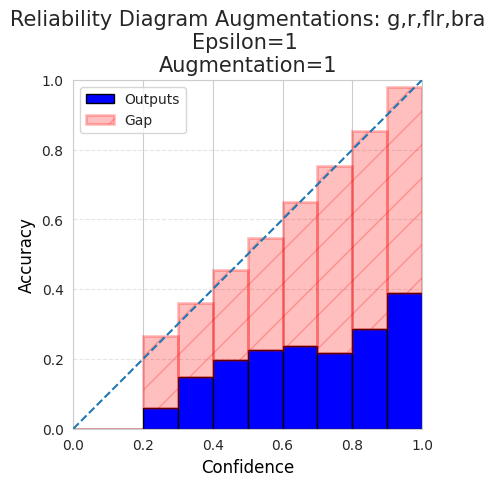 Reliability Diagram Augmentations: g,r,flr,bra
Epsilon=1
Augmentation=1
1.0
Outputs
Gap
0.8
0.6
0.4
0.2
0.0
Accuracy
0.0 0.2 0.4 0.6 0.8 1.0
Confidence